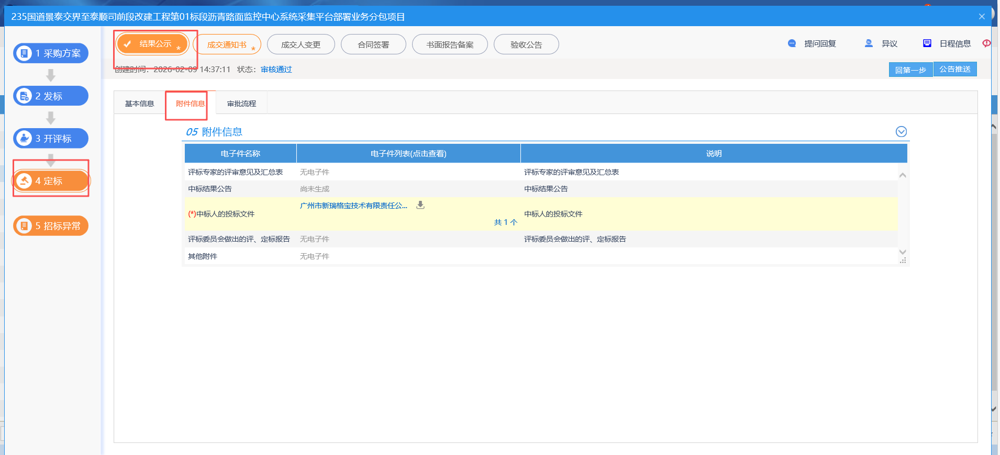 235国道景泰交界至泰顺司前段改建工程第01标段沥青路面监控中心系统采集平台部署业务分包项目
1 采购方案
2 发标
3 开评标
4 定标
5 招标异常
结果公示 *
成交通知书 *
成交人变更
合同签署
书面报告备案
验收公告
提问回复
异议
日程信息
创建时间：2026-02-09 14:37:11 状态：审核通过
回第一步
公告推送
基本信息
附件信息
审批流程
05 附件信息
电子件名称 电子件列表(点击查看) 说明
评标专家的评审意见及汇总表 无电子件 评标专家的评审意见及汇总表
中标结果公告 尚未生成 中标结果公告
(*)中标人的投标文件 广州市新瑞格宝技术有限责任公... 共 1 个 中标人的投标文件
评标委员会做出的评、定标报告 无电子件 评标委员会做出的评、定标报告
其他附件 无电子件